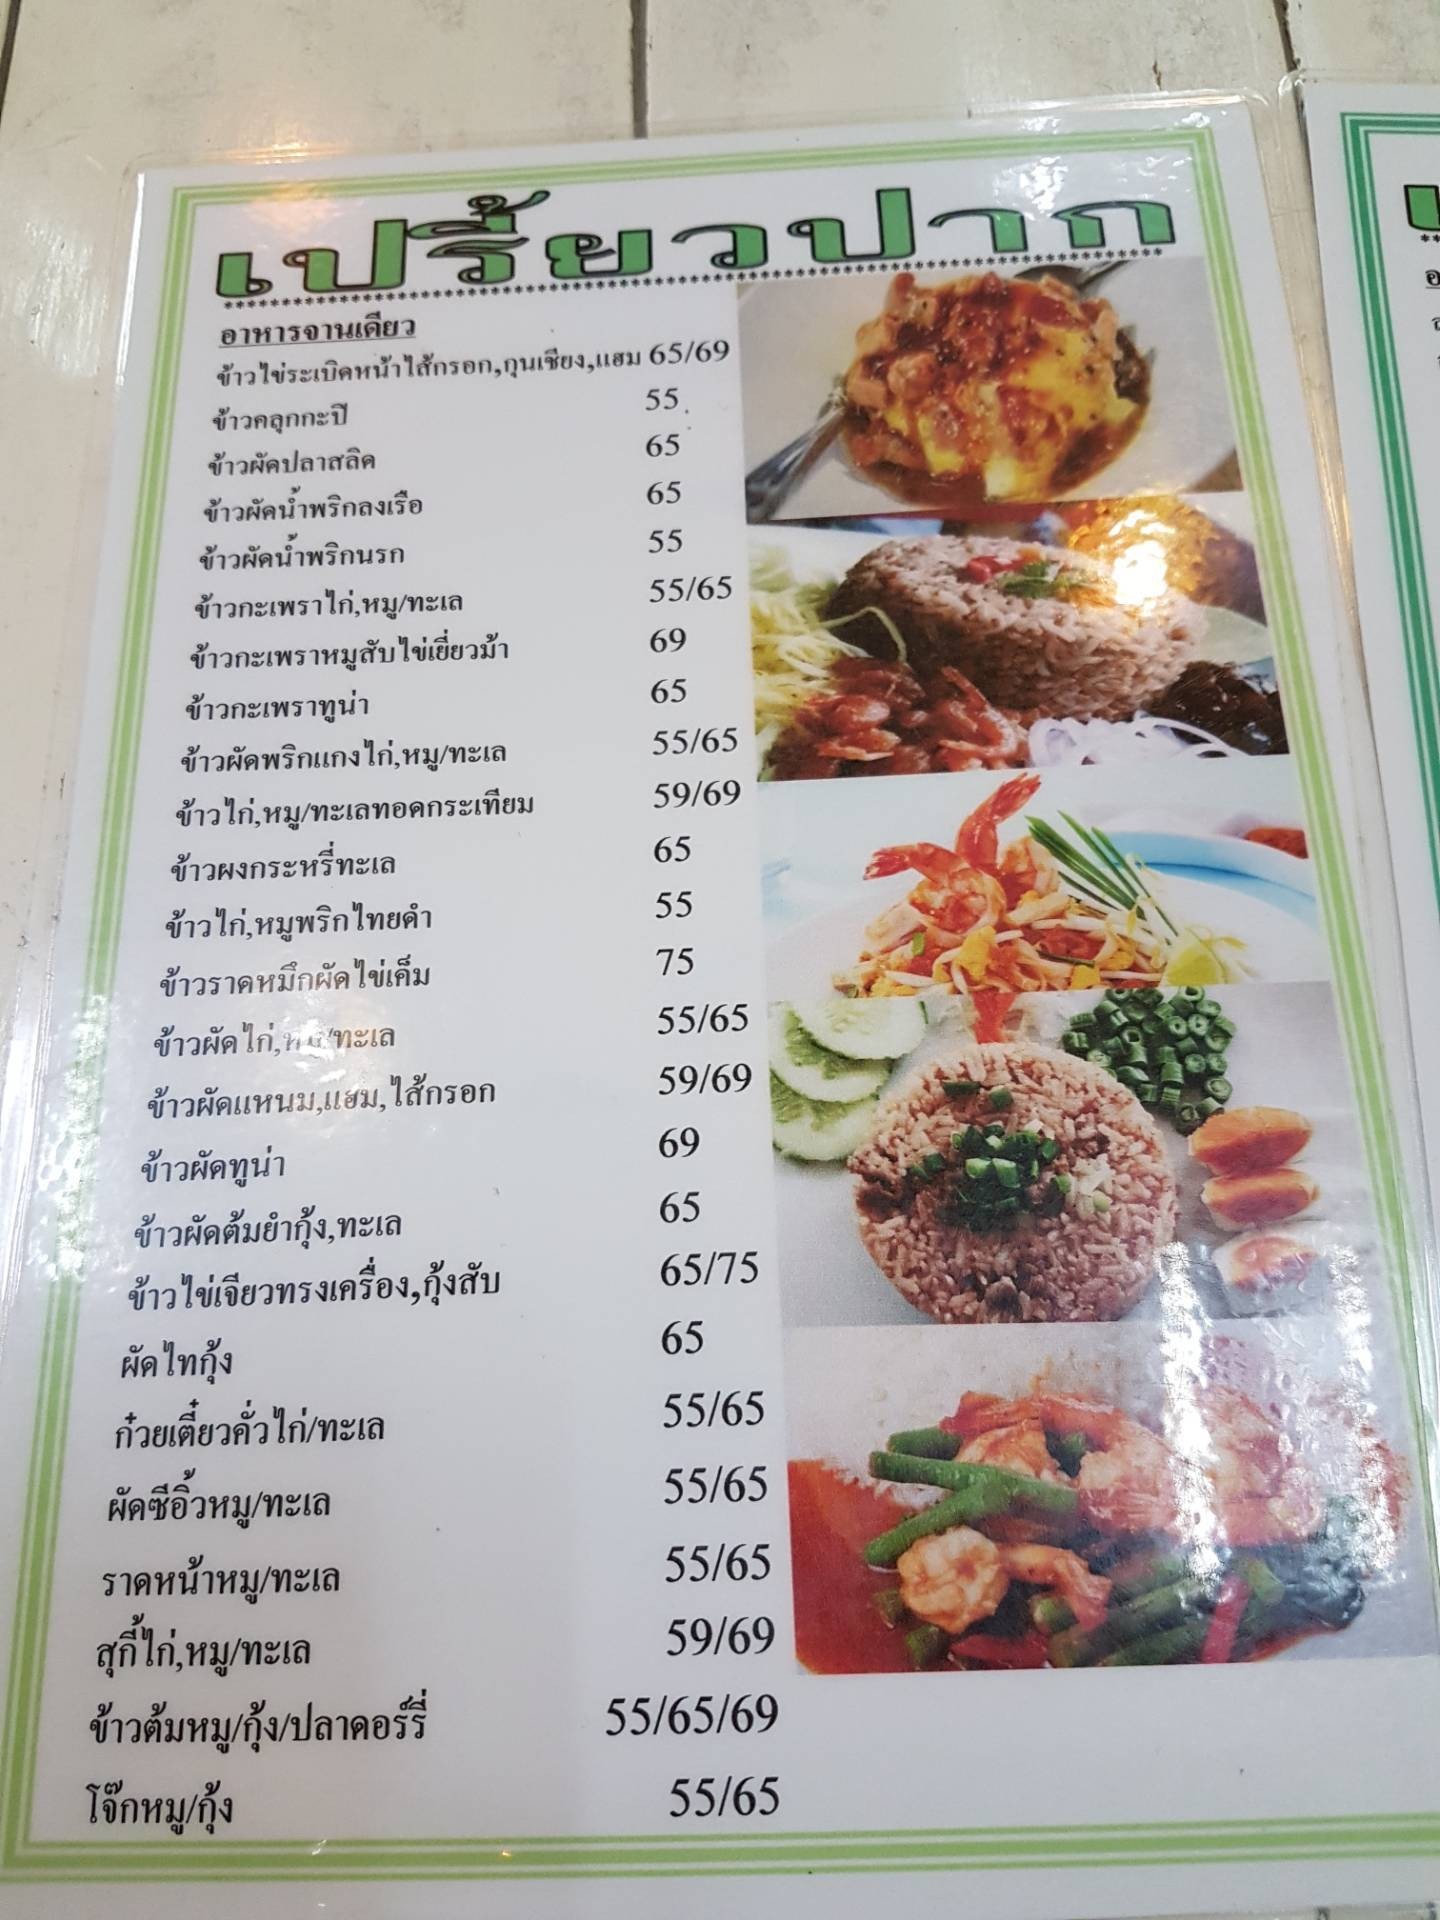 เปรี้ยวปาก
อาหารจานเดียว
ข้าวไข่ระเบิดหน้าไส้กรอก,กุนเชียง,แฮม 65/69
ข้าวคลุกกะปิ 55
ข้าวผัดปลาสลิด 65
ข้าวผัดน้ำพริกลงเรือ 65
ข้าวผัดน้ำพริกนรก 55
ข้าวกะเพราไก่,หมู/ทะเล 55/65
ข้าวกะเพราหมูสับไข่เยี่ยวม้า 69
ข้าวกะเพราทูน่า 65
ข้าวผัดพริกแกงไก่,หมู/ทะเล 55/65
ข้าวไก่,หมู/ทะเลทอดกระเทียม 59/69
ข้าวผงกระหรี่ทะเล 65
ข้าวไก่,หมูพริกไทยดำ 55
ข้าวราดหมึกผัดไข่เค็ม 75
ข้าวผัดไก่,หมู/ทะเล 55/65
ข้าวผัดแหนม,แฮม,ไส้กรอก 59/69
ข้าวผัดทูน่า 69
ข้าวผัดต้มยำกุ้ง,ทะเล 65
ข้าวไข่เจียวทรงเครื่อง,กุ้งสับ 65/75
ผัดไทกุ้ง 65
ก๋วยเตี๋ยวคั่วไก่/ทะเล 55/65
ผัดซีอิ้วหมู/ทะเล 55/65
ราดหน้าหมู/ทะเล 55/65
สุกี้ไก่,หมู/ทะเล 59/69
ข้าวต้มหมู/กุ้ง/ปลาดอร์รี่ 55/65/69
โจ๊กหมู/กุ้ง 55/65